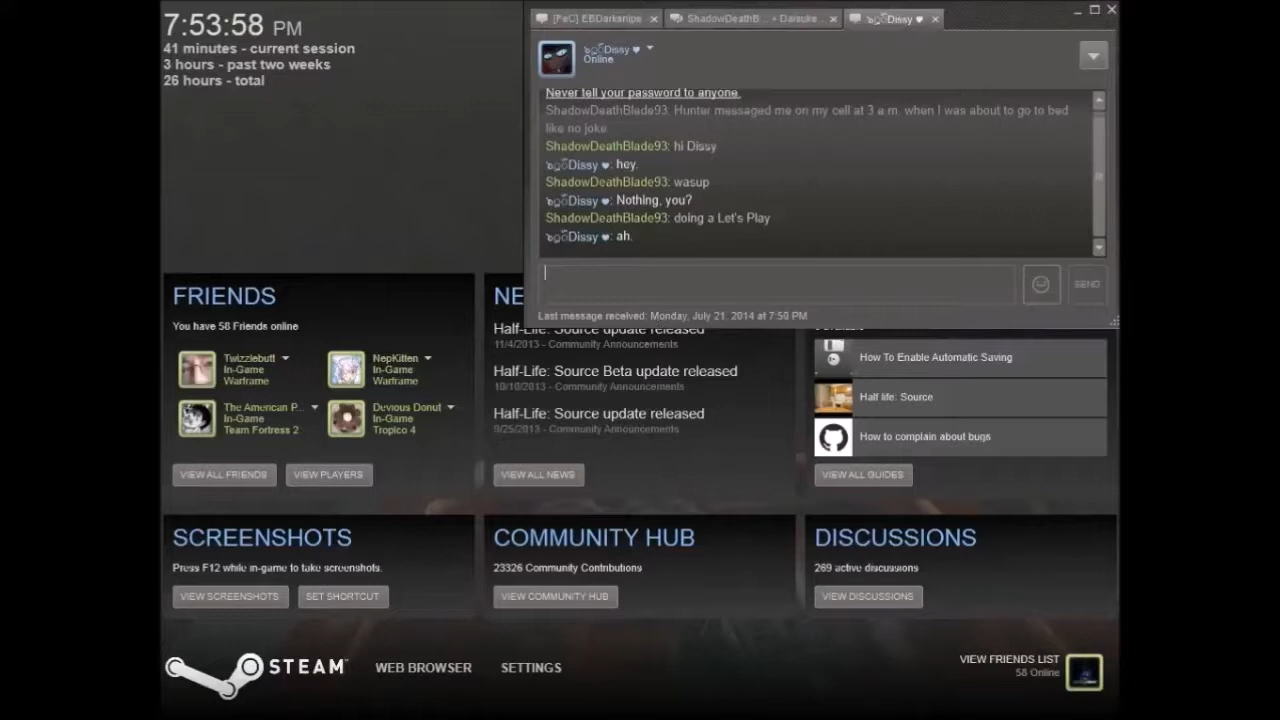 7:53:58 PM
41 minutes - current session
3 hours - past two weeks
26 hours - total
[FeC] EBDarksnipe
ShadowDeathB... + Daisuke...
Dissy ♥
Dissy ♥
Online
Never tell your password to anyone.
ShadowDeathBlade93: Hunter messaged me on my cell at 3 a.m. when I was about to go to bed
like no joke
ShadowDeathBlade93: hi Dissy
Dissy ♥: hey.
ShadowDeathBlade93: wasup
Dissy ♥: Nothing, you?
ShadowDeathBlade93: doing a Let's Play
Dissy ♥: ah.
SEND
Last message received: Monday, July 21, 2014 at 7:50 PM
FRIENDS
You have 58 Friends online
Twizzlebutt
In-Game
Warframe
NepKitten
In-Game
Warframe
The American P...
In-Game
Team Fortress 2
Devious Donut
In-Game
Tropico 4
VIEW ALL FRIENDS
VIEW PLAYERS
NE
Half-Life: Source update released
11/4/2013 - Community Announcements
Half-Life: Source Beta update released
10/10/2013 - Community Announcements
Half-Life: Source update released
9/25/2013 - Community Announcements
VIEW ALL NEWS
How To Enable Automatic Saving
Half life: Source
How to complain about bugs
VIEW ALL GUIDES
SCREENSHOTS
Press F12 while in-game to take screenshots.
VIEW SCREENSHOTS
SET SHORTCUT
COMMUNITY HUB
23326 Community Contributions
VIEW COMMUNITY HUB
DISCUSSIONS
269 active discussions
VIEW DISCUSSIONS
STEAM™
WEB BROWSER
SETTINGS
VIEW FRIENDS LIST
58 Online